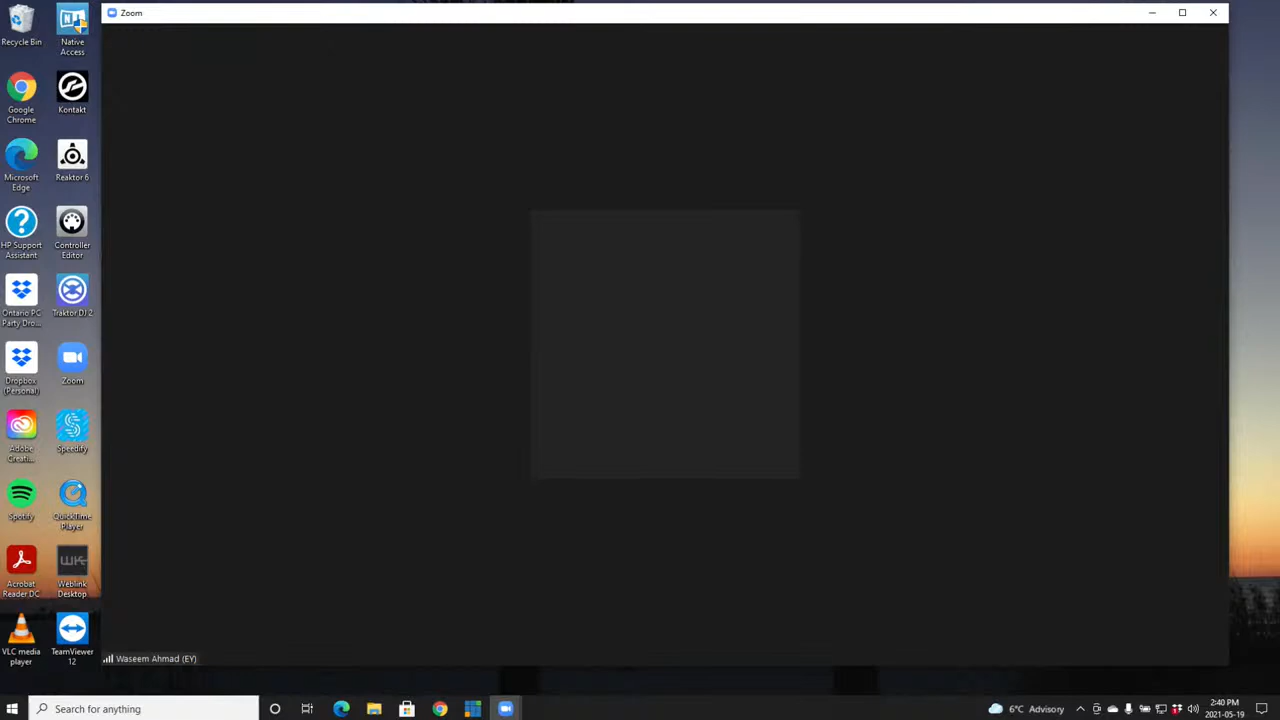 Zoom
Recycle Bin
Native
Access
Google
Chrome
Kontakt
Microsoft
Edge
Reaktor 6
HP Support
Assistant
Controller
Editor
Ontario PC
Party Dro...
Traktor DJ 2
Dropbox
(Personal)
Zoom
Adobe
Creati...
Speedify
Spotify
QuickTime
Player
Acrobat
Reader DC
WK
Weblink
Desktop
VLC media
player
TeamViewer
12
Waseem Ahmad (EY)
Search for anything
6°C Advisory
2:40 PM
2021-05-19